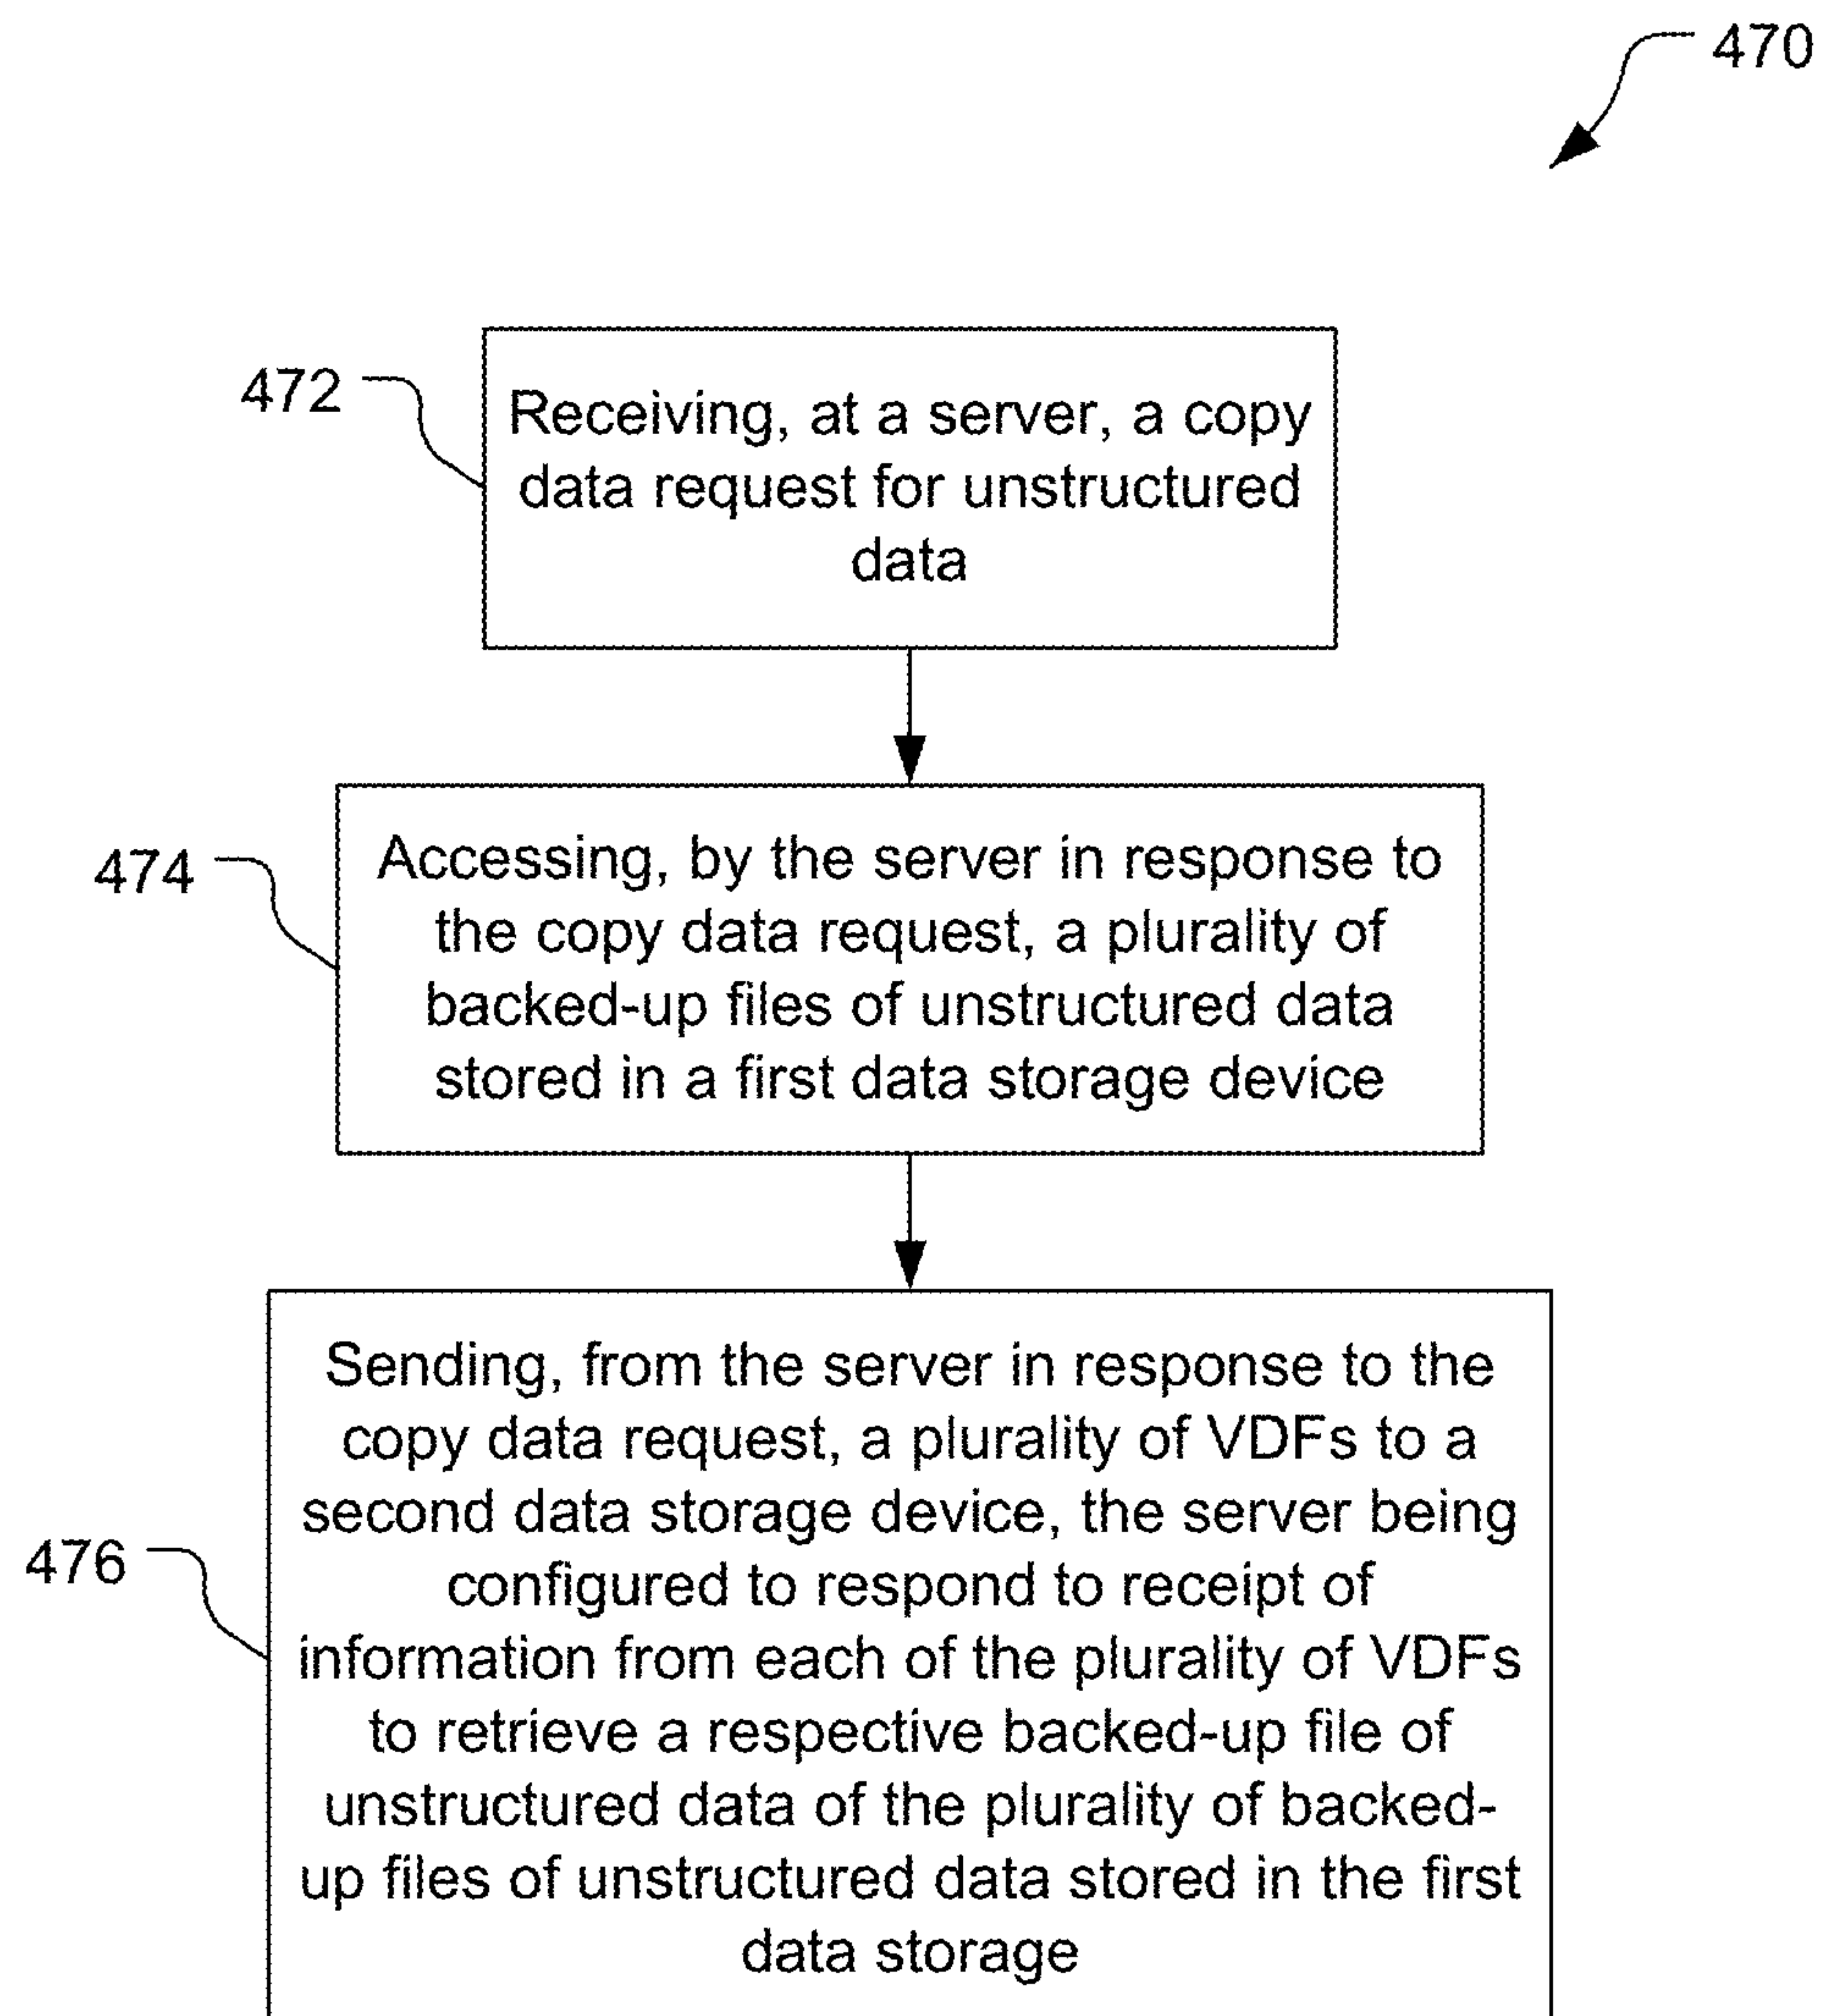 470
472
Receiving, at a server, a copy
data request for unstructured
data
474
Accessing, by the server in response to
the copy data request, a plurality of
backed-up files of unstructured data
stored in a first data storage device
476
Sending, from the server in response to the
copy data request, a plurality of VDFs to a
second data storage device, the server being
configured to respond to receipt of
information from each of the plurality of VDFs
to retrieve a respective backed-up file of
unstructured data of the plurality of backed-
up files of unstructured data stored in the first
data storage